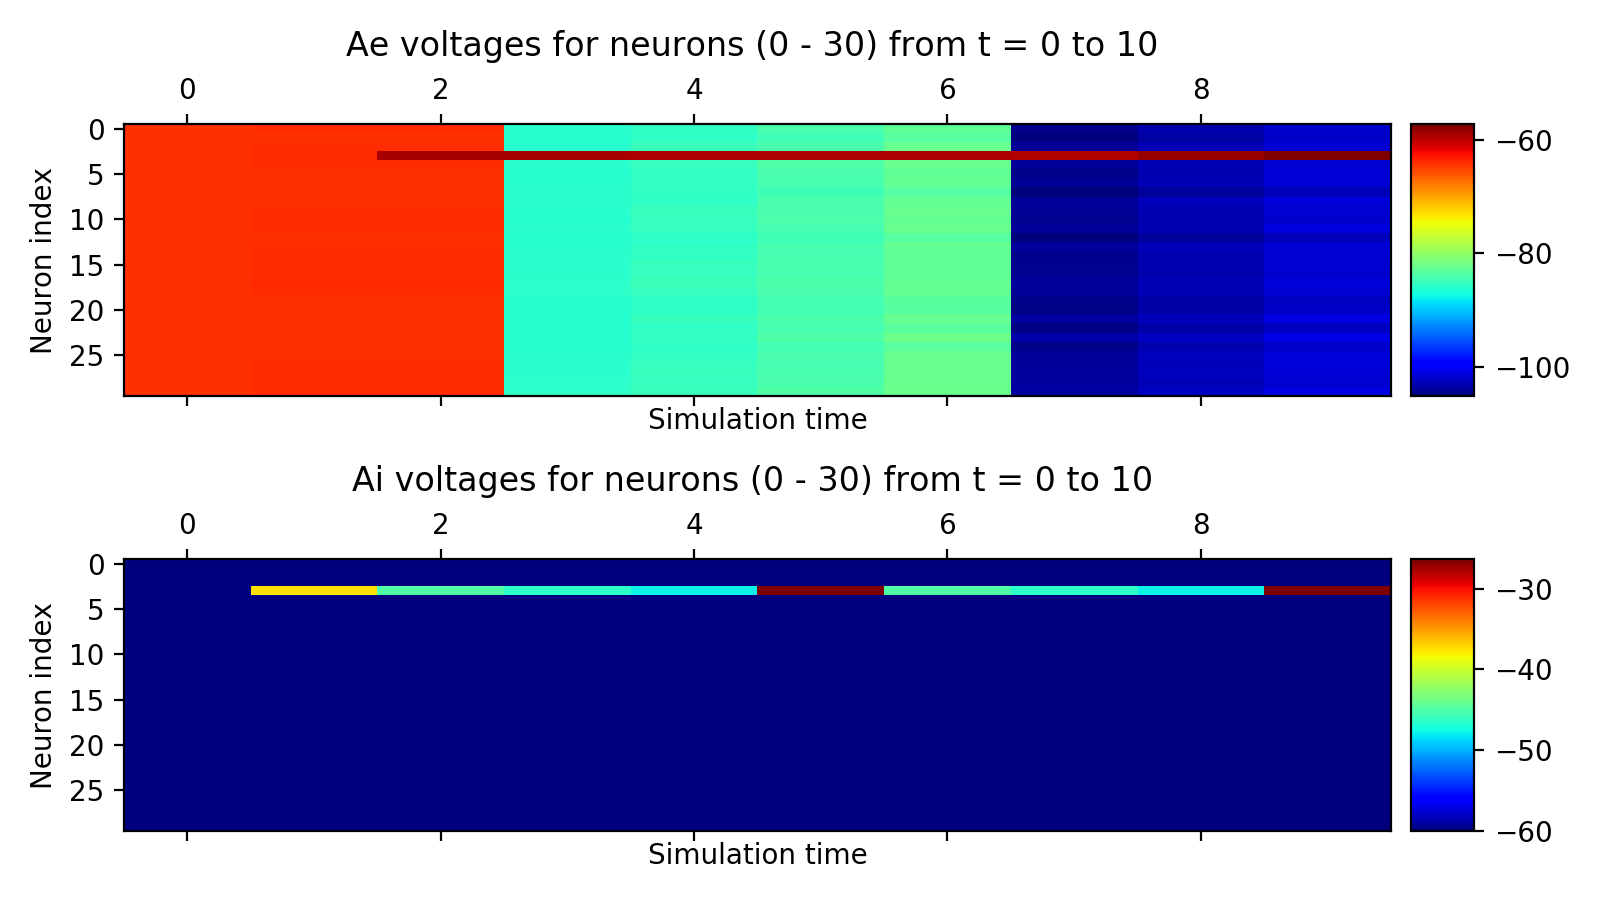 Ae voltages for neurons (0 - 30) from t = 0 to 10
0 2 4 6 8
0
5
10
15
20
25
Neuron index
Simulation time
−60
−80
−100
Ai voltages for neurons (0 - 30) from t = 0 to 10
0 2 4 6 8
0
5
10
15
20
25
Neuron index
Simulation time
−30
−40
−50
−60